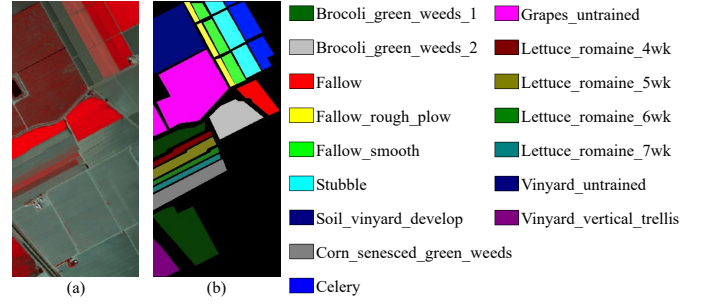 Brocoli_green_weeds_1
Brocoli_green_weeds_2
Fallow
Fallow_rough_plow
Fallow_smooth
Stubble
Soil_vinyard_develop
Corn_senesced_green_weeds
Celery
Grapes_untrained
Lettuce_romaine_4wk
Lettuce_romaine_5wk
Lettuce_romaine_6wk
Lettuce_romaine_7wk
Vinyard_untrained
Vinyard_vertical_trellis
(a)
(b)